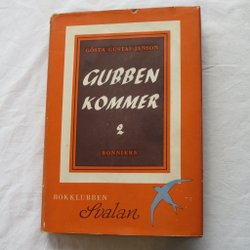 GÖSTA GUSTAF-JANSON
GUBBEN
KOMMER
2
BONNIERS
BOKKLUBBEN
Svalan